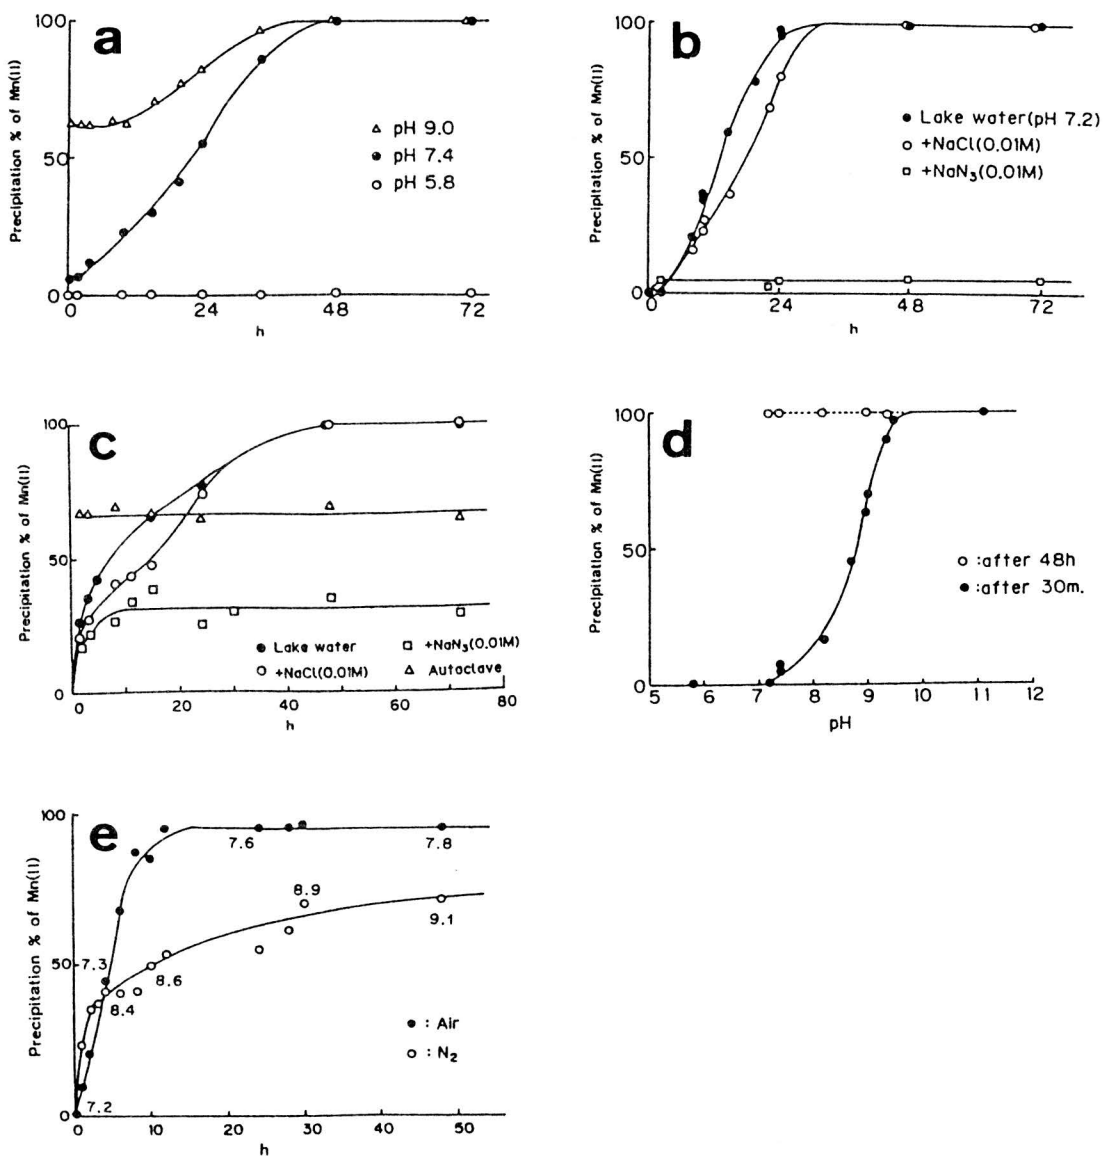 a
Precipitation % of Mn(II)
100
50
0
△ pH 9.0
● pH 7.4
○ pH 5.8
0 24 48 72
h
b
Precipitation % of Mn(II)
100
50
0
● Lake water(pH 7.2)
○ +NaCl(0.01M)
□ +NaN₃(0.01M)
0 24 48 72
h
c
Precipitation % of Mn(II)
100
50
0
● Lake water
○ +NaCl(0.01M)
□ +NaN₃(0.01M)
△ Autoclave
0 20 40 60 80
h
d
Precipitation % of Mn(II)
100
50
0
○ :after 48h
● :after 30m.
5 6 7 8 9 10 11 12
pH
e
Precipitation % of Mn(II)
100
50
0
7.6
7.8
8.9
9.1
7.3
8.6
8.4
7.2
● : Air
○ : N₂
0 10 20 30 40 50
h